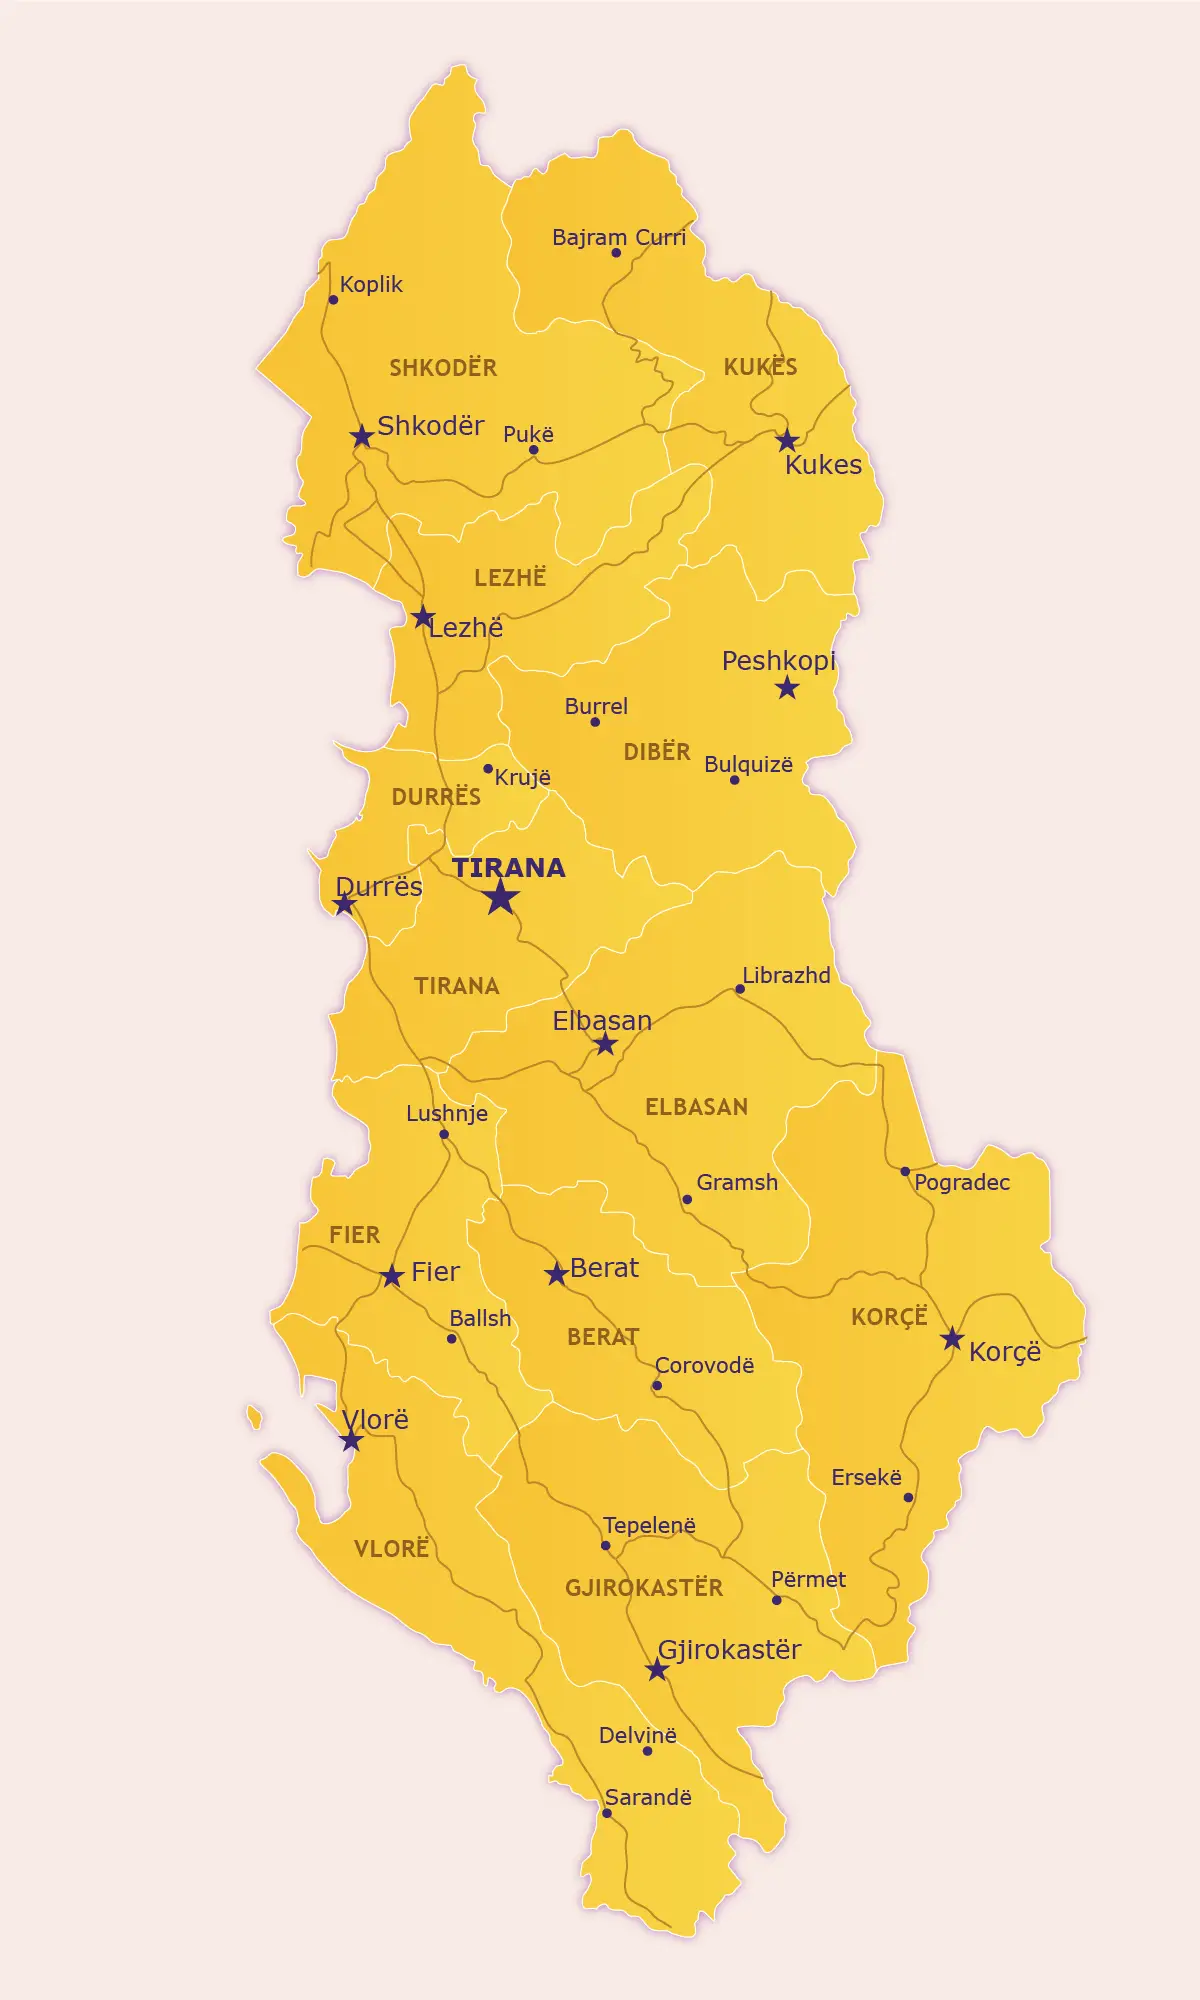 Bajram Curri
Koplik
SHKODËR
KUKËS
Shkodër
Pukë
Kukes
LEZHË
Lezhë
Peshkopi
Burrel
DIBËR
Bulquizë
Krujë
DURRËS
TIRANA
Durrës
Librazhd
TIRANA
Elbasan
ELBASAN
Lushnje
Gramsh
Pogradec
FIER
Fier
Berat
Ballsh
KORÇË
BERAT
Korçë
Corovodë
Vlorë
Ersekë
Tepelenë
VLORË
Përmet
GJIROKASTËR
Gjirokastër
Delvinë
Sarandë